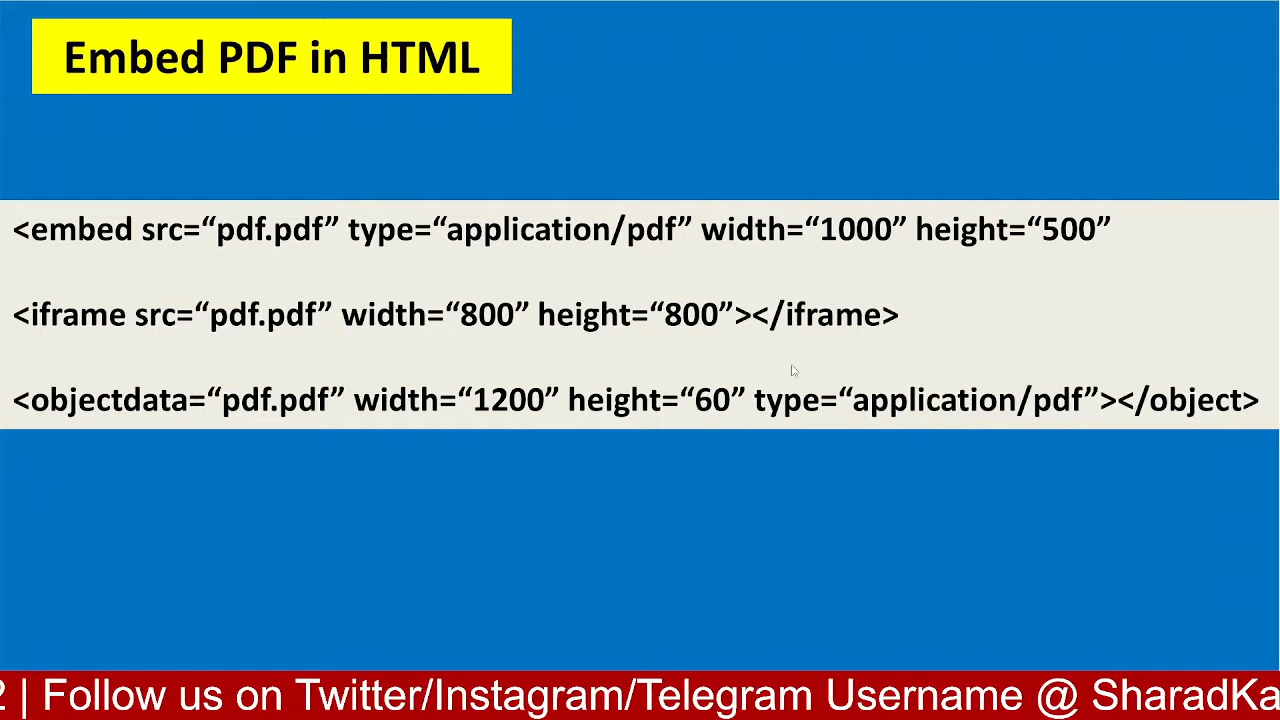 Embed PDF in HTML
<embed src=“pdf.pdf” type=“application/pdf” width=“1000” height=“500”
<iframe src=“pdf.pdf” width=“800” height=“800”></iframe>
<objectdata=“pdf.pdf” width=“1200” height=“60” type=“application/pdf”></object>
2 | Follow us on Twitter/Instagram/Telegram Username @ SharadKa